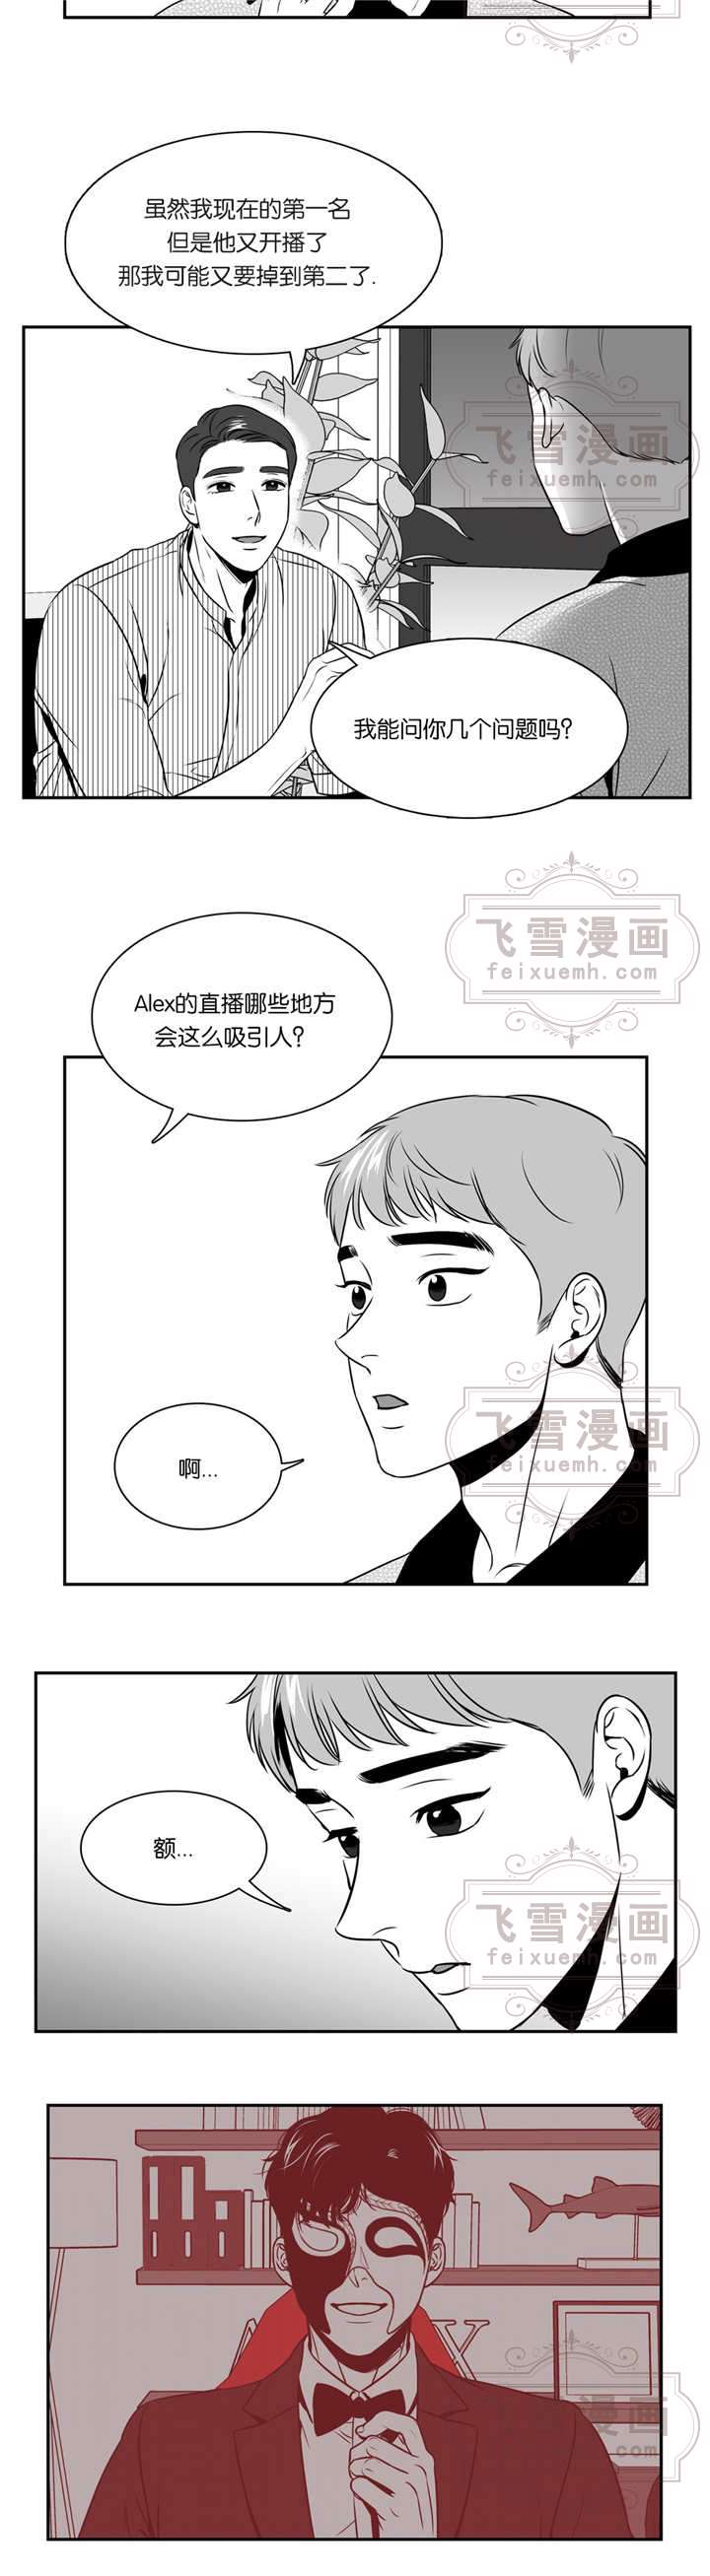 虽然我现在的第一名
但是他又开播了
那我可能又要掉到第二了.
飞雪漫画
feixuemh.com
我能问你几个问题吗?
飞雪漫画
feixuemh.com
Alex的直播哪些地方
会这么吸引人?
飞雪漫画
feixuemh.com
啊...
额...
飞雪漫画
feixuemh.com
X
漫画
.com